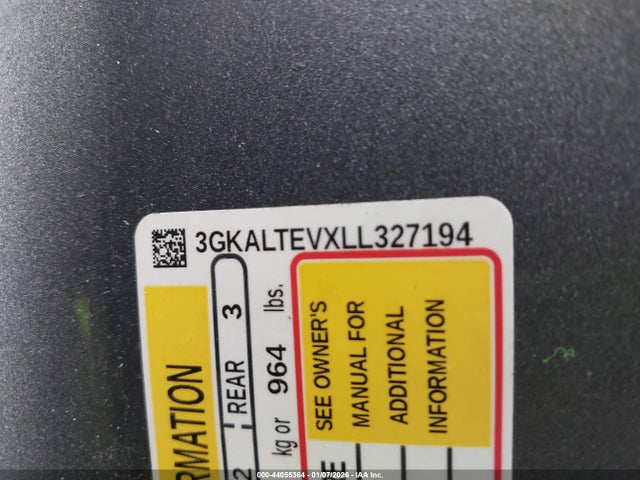 3GKALTEVXLL327194
RMATION
2 REAR 3
kg or 964 lbs.
SEE OWNER'S
MANUAL FOR
ADDITIONAL
INFORMATION
E
000-44055364 - 01/07/2026 - © IAA Inc.